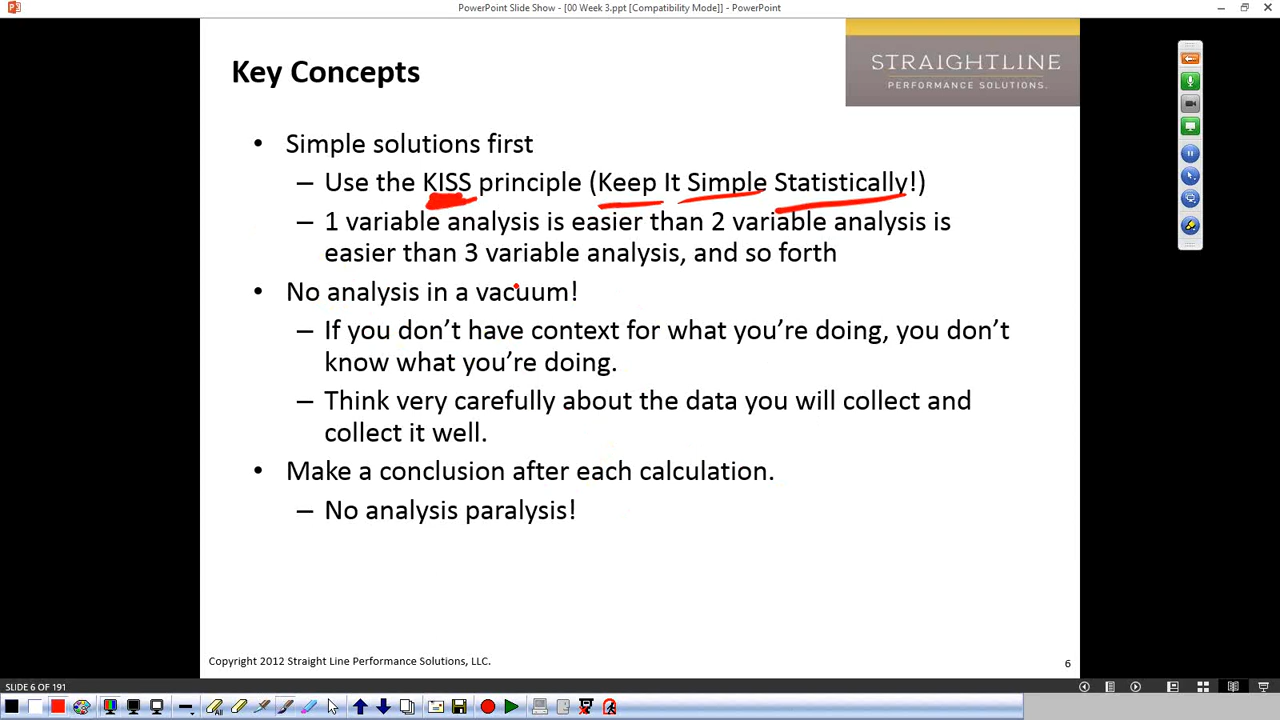 PowerPoint Slide Show - [00 Week 3.ppt [Compatibility Mode]] - PowerPoint
STRAIGHTLINE
PERFORMANCE SOLUTIONS.
Key Concepts
• Simple solutions first
– Use the KISS principle (Keep It Simple Statistically!)
– 1 variable analysis is easier than 2 variable analysis is
easier than 3 variable analysis, and so forth
• No analysis in a vacuum!
– If you don't have context for what you're doing, you don't
know what you're doing.
– Think very carefully about the data you will collect and
collect it well.
• Make a conclusion after each calculation.
– No analysis paralysis!
Copyright 2012 Straight Line Performance Solutions, LLC.
6
SLIDE 6 OF 191